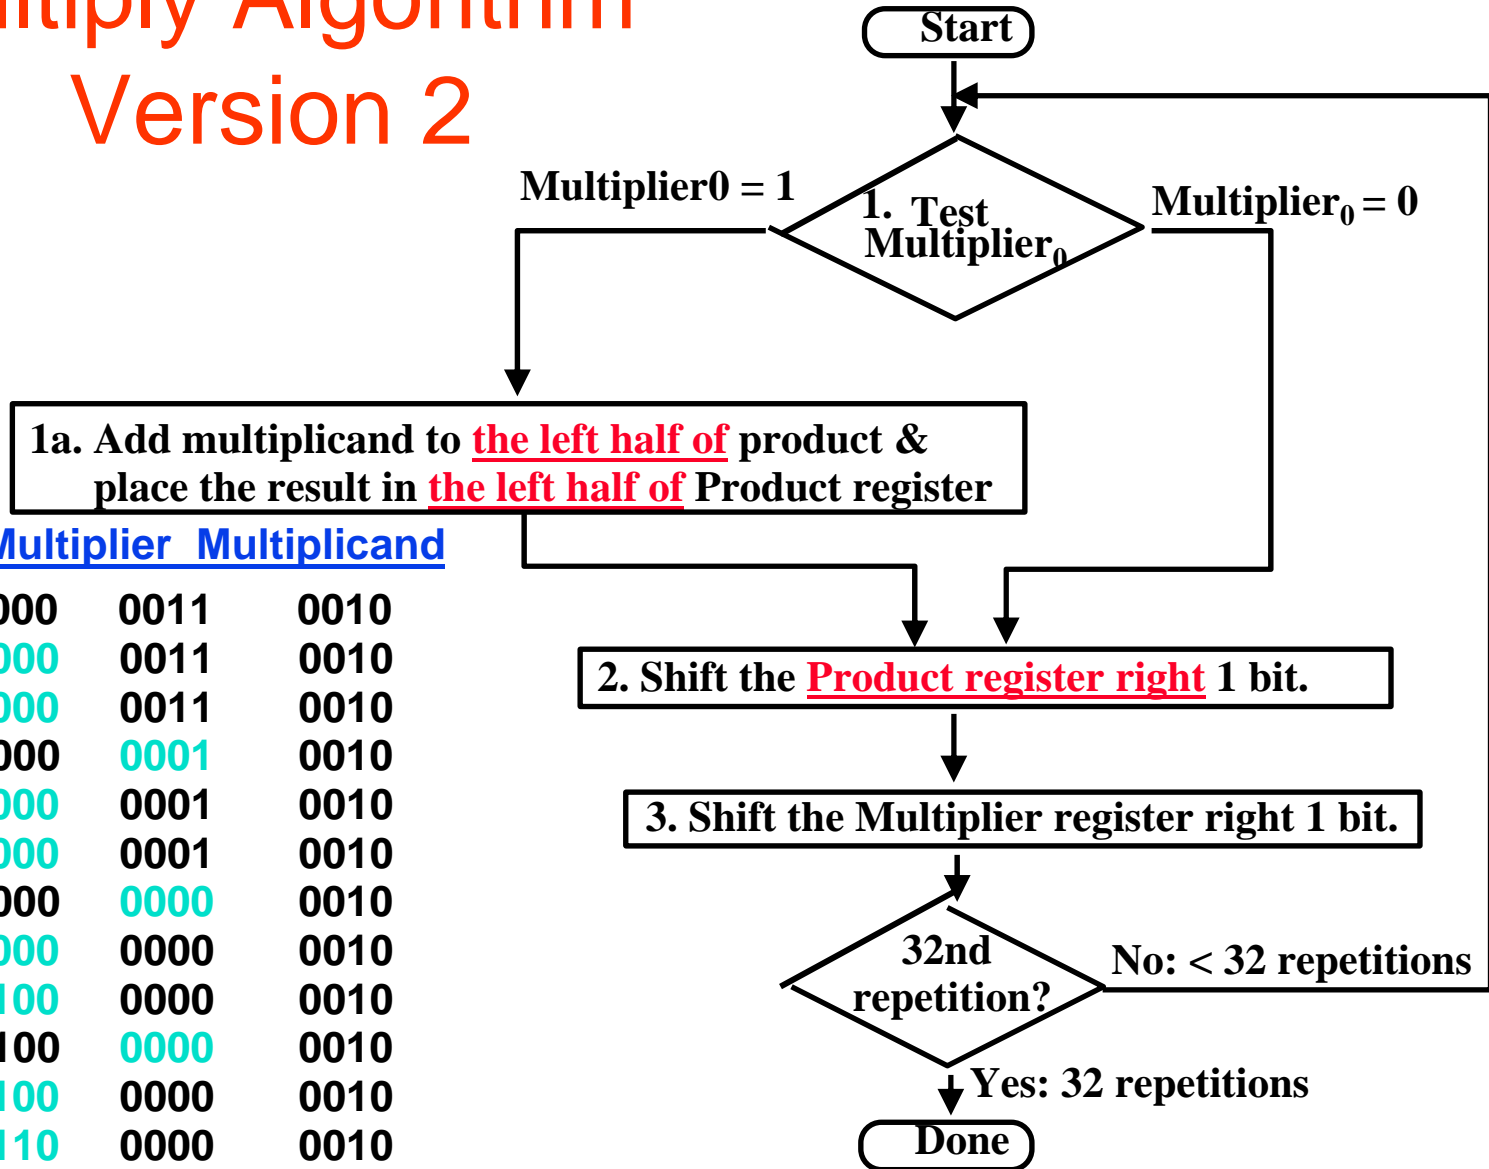 Algorithm
Version 2
Start
Multiplier0 = 1
1. Test
Multiplier₀
Multiplier₀ = 0
1a. Add multiplicand to the left half of product &
place the result in the left half of Product register
Multiplier Multiplicand
000 0011 0010
000 0011 0010
000 0011 0010
000 0001 0010
000 0001 0010
000 0001 0010
000 0000 0010
000 0000 0010
100 0000 0010
100 0000 0010
100 0000 0010
110 0000 0010
2. Shift the Product register right 1 bit.
3. Shift the Multiplier register right 1 bit.
32nd
repetition?
No: < 32 repetitions
Yes: 32 repetitions
Done